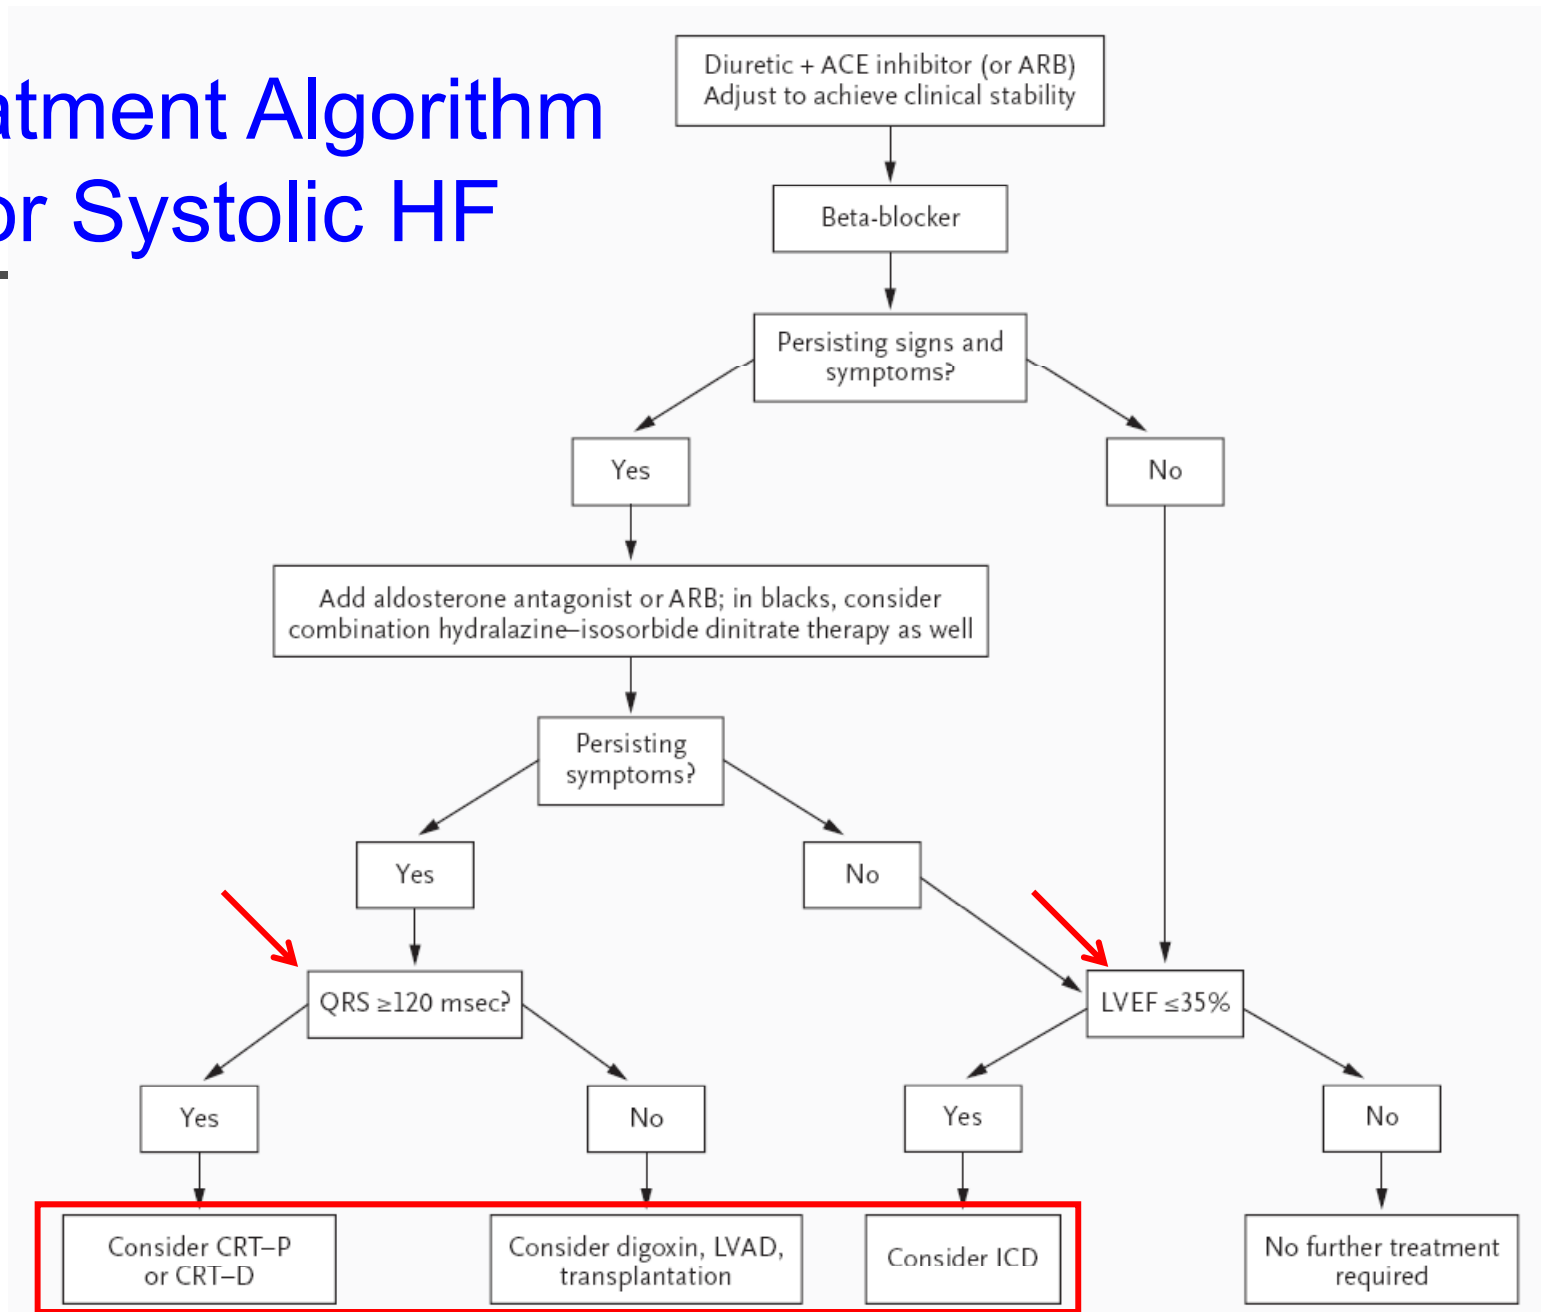 atment Algorithm
or Systolic HF
Diuretic + ACE inhibitor (or ARB)
Adjust to achieve clinical stability
Beta-blocker
Persisting signs and
symptoms?
Yes
No
Add aldosterone antagonist or ARB; in blacks, consider
combination hydralazine–isosorbide dinitrate therapy as well
Persisting
symptoms?
Yes
No
QRS ≥120 msec?
LVEF ≤35%
Yes
No
Yes
No
Consider CRT–P
or CRT–D
Consider digoxin, LVAD,
transplantation
Consider ICD
No further treatment
required